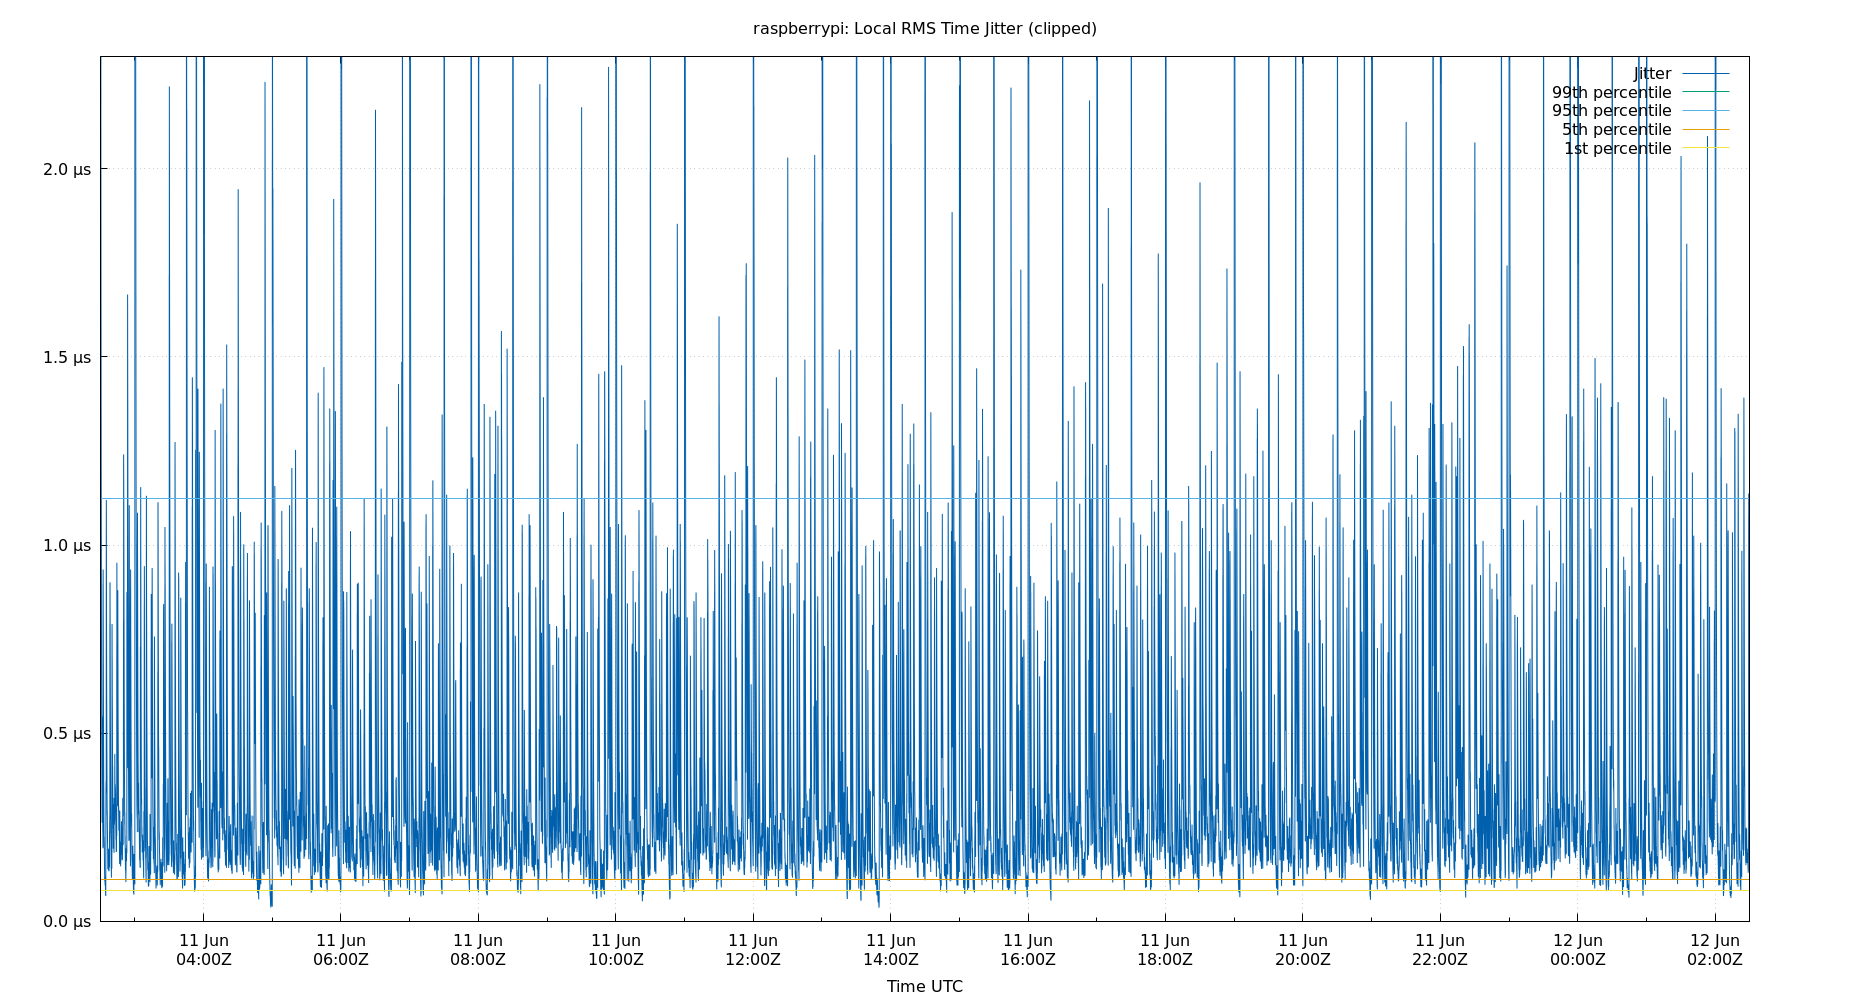 raspberrypi: Local RMS Time Jitter (clipped)
Jitter
99th percentile
95th percentile
5th percentile
1st percentile
2.0 µs
1.5 µs
1.0 µs
0.5 µs
0.0 µs
11 Jun
04:00Z
11 Jun
06:00Z
11 Jun
08:00Z
11 Jun
10:00Z
11 Jun
12:00Z
11 Jun
14:00Z
11 Jun
16:00Z
11 Jun
18:00Z
11 Jun
20:00Z
11 Jun
22:00Z
12 Jun
00:00Z
12 Jun
02:00Z
Time UTC